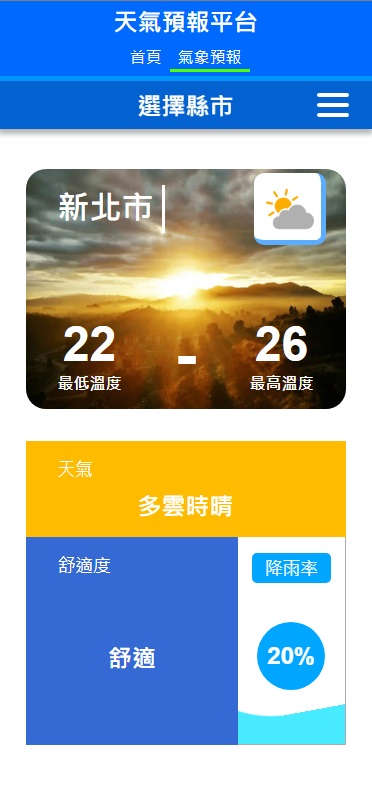 天氣預報平台
首頁 氣象預報
選擇縣市
新北市
22 - 26
最低溫度 最高溫度
天氣
多雲時晴
舒適度 降雨率
舒適 20%